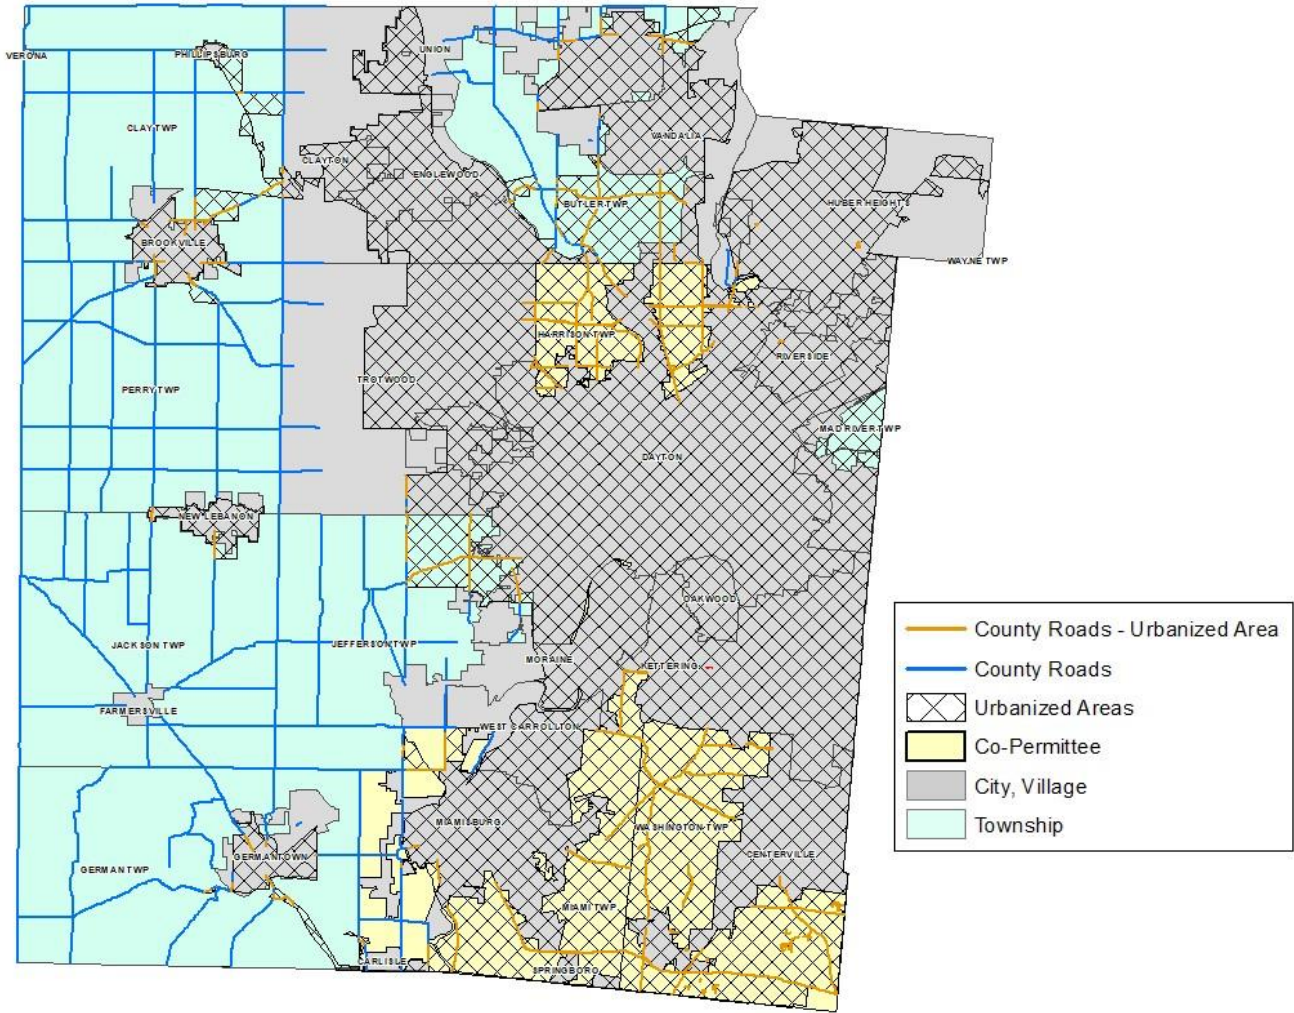 UNION
VERONA
PHILLIPSBURG
CLAY TWP
VANDALIA
CLAYTON
ENGLEWOOD
BUTLER TWP
HUBER HEIGHTS
BROOKVILLE
WAYNE TWP
HARRISON TWP
RIVERSIDE
TROTWOOD
PERRY TWP
MAD RIVER TWP
DAYTON
NEW LEBANON
OAKWOOD
JACKSON TWP
JEFFERSON TWP
MORAINE
KETTERING
FARMERSVILLE
WEST CARROLLTON
MIAMISBURG
WASHINGTON TWP
GERMANTOWN
CENTERVILLE
GERMAN TWP
MIAMI TWP
CARLISLE
SPRINGBORO
County Roads - Urbanized Area
County Roads
Urbanized Areas
Co-Permittee
City, Village
Township